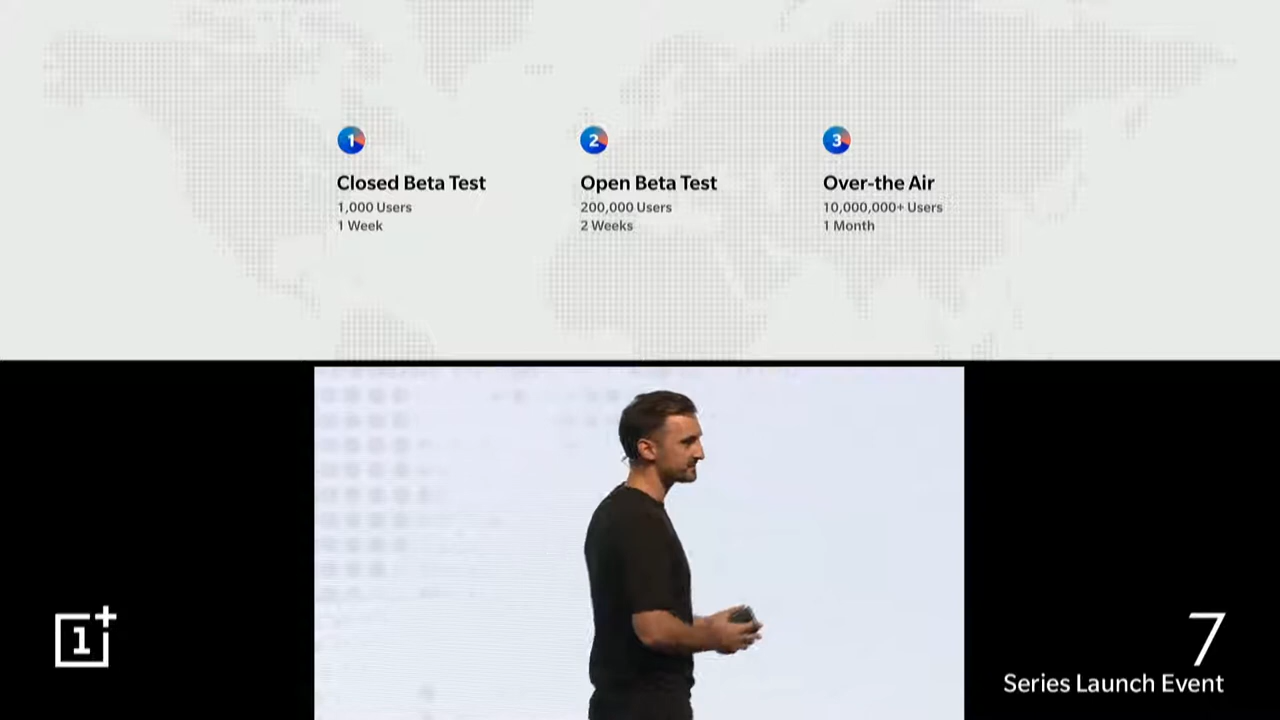 1
Closed Beta Test
1,000 Users
1 Week
2
Open Beta Test
200,000 Users
2 Weeks
3
Over-the Air
10,000,000+ Users
1 Month
1+
7
Series Launch Event